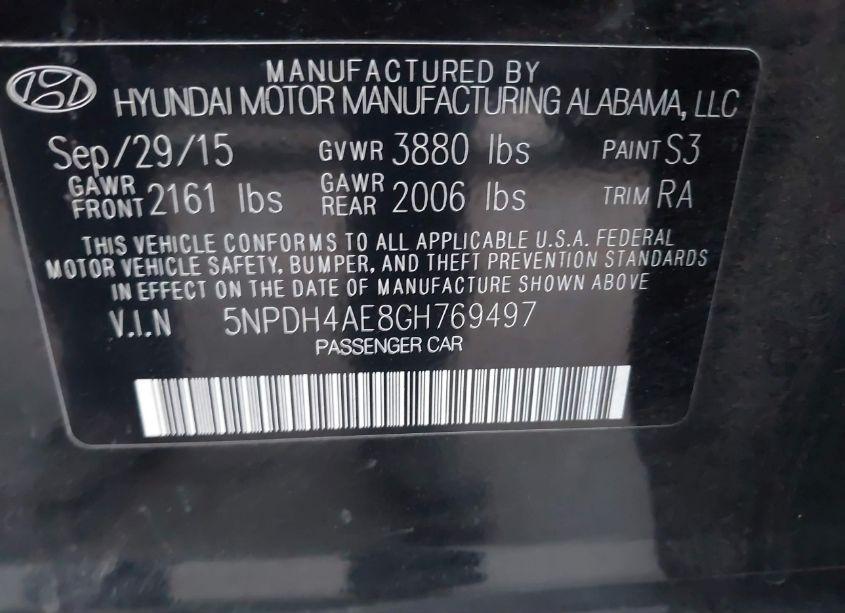 MANUFACTURED BY
HYUNDAI MOTOR MANUFACTURING ALABAMA, LLC
Sep/29/15 GVWR 3880 lbs PAINT S3
GAWR FRONT 2161 lbs GAWR REAR 2006 lbs TRIM RA
THIS VEHICLE CONFORMS TO ALL APPLICABLE U.S.A. FEDERAL
MOTOR VEHICLE SAFETY, BUMPER, AND THEFT PREVENTION STANDARDS
IN EFFECT ON THE DATE OF MANUFACTURE SHOWN ABOVE
V.I.N 5NPDH4AE8GH769497
PASSENGER CAR